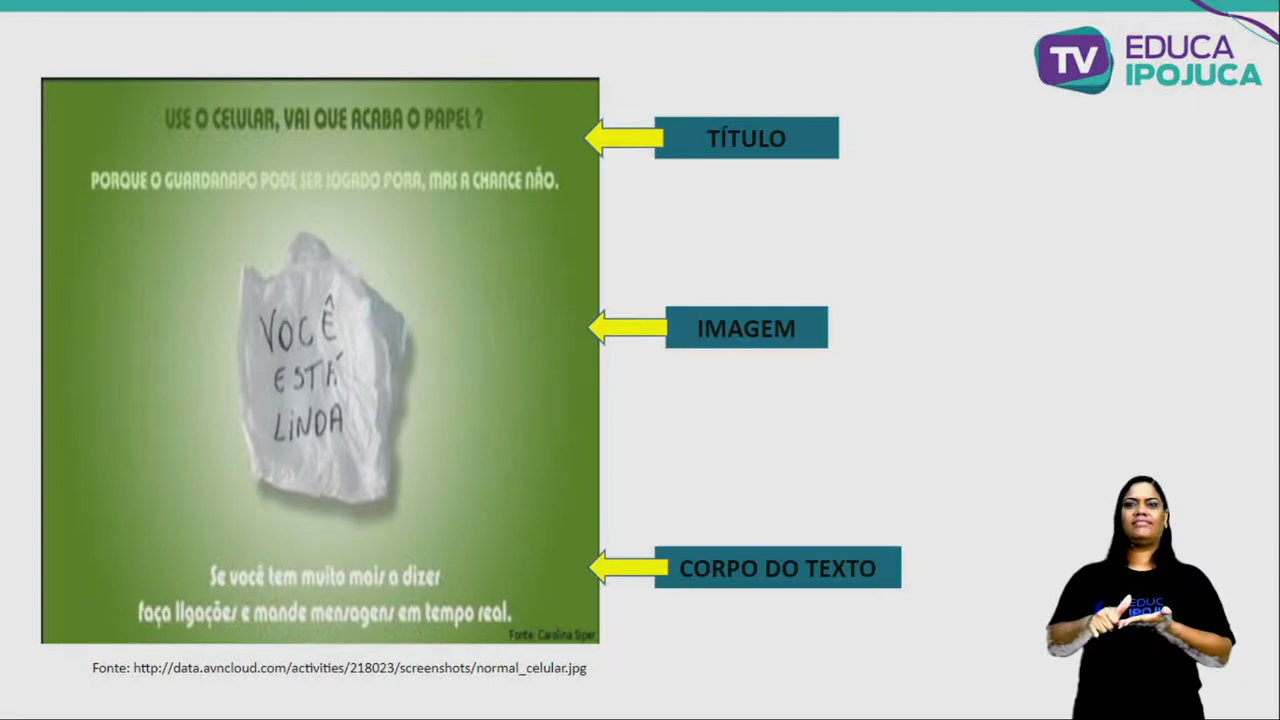 TV EDUCA
IPOJUCA
USE O CELULAR, VAI QUE ACABA O PAPEL ?
TÍTULO
PORQUE O GUARDANAPO PODE SER JOGADO FORA, MAS A CHANCE NÃO.
VOCÊ
ESTÁ
LINDA
IMAGEM
Se você tem muito mais a dizer
faça ligações e mande mensagens em tempo real.
CORPO DO TEXTO
Fonte: Carolina Siper
Fonte: http://data.avncloud.com/activities/218023/screenshots/normal_celular.jpg
EDUC
IPOJUC